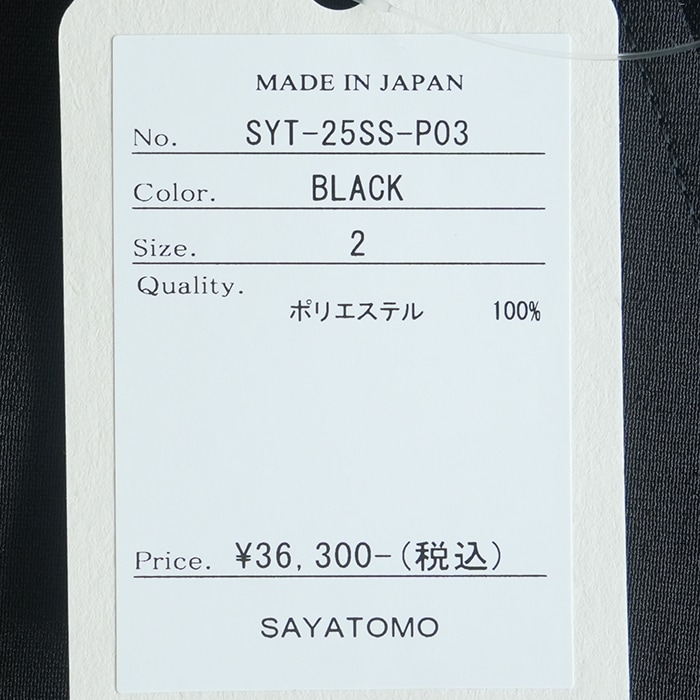 MADE IN JAPAN
No. SYT-25SS-P03
Color. BLACK
Size. 2
Quality.
ポリエステル 100%
Price. ¥36,300-(税込)
SAYATOMO